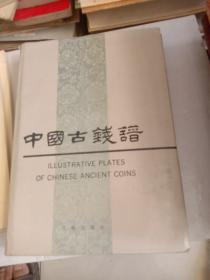 中國古錢譜
ILLUSTRATIVE PLATES
OF CHINESE ANCIENT COINS